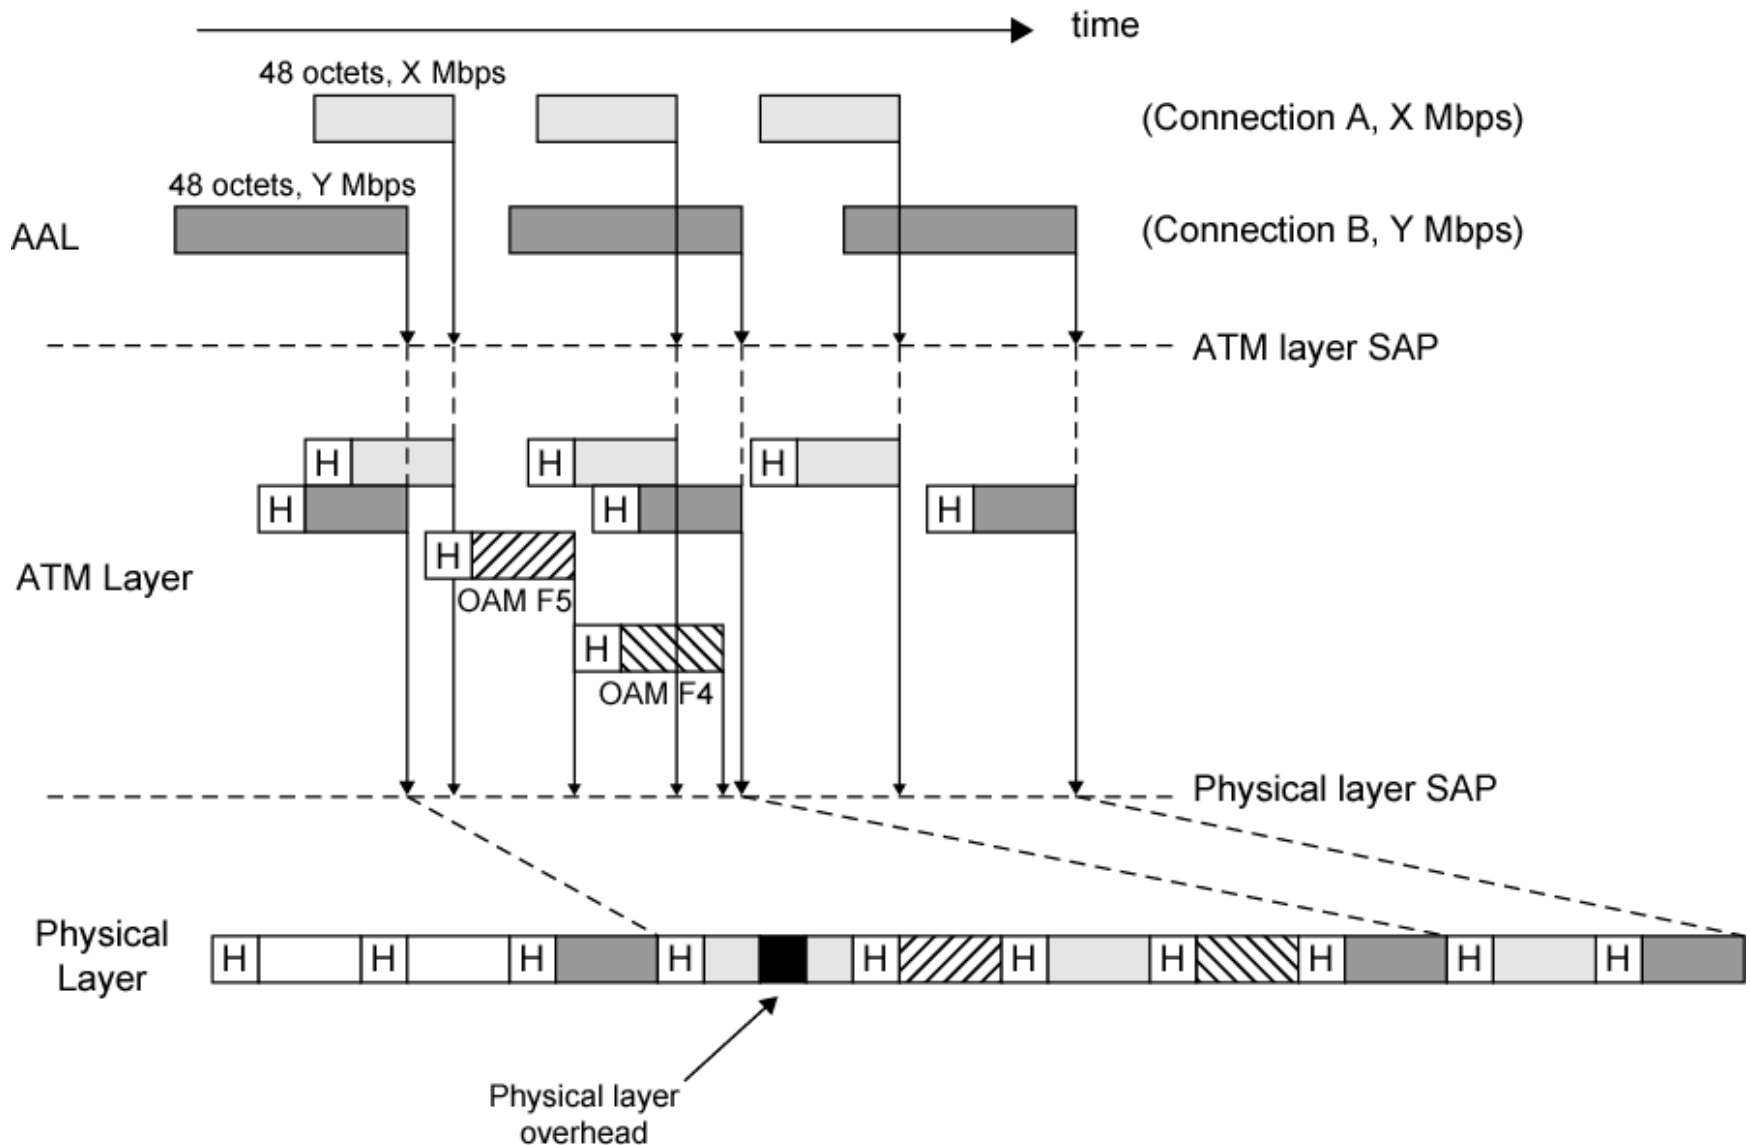 time
48 octets, X Mbps
(Connection A, X Mbps)
48 octets, Y Mbps
AAL
(Connection B, Y Mbps)
ATM layer SAP
H H H
H H H
H
ATM Layer
OAM F5
H
OAM F4
Physical layer SAP
Physical
Layer
H H H H H H H H H H
Physical layer
overhead